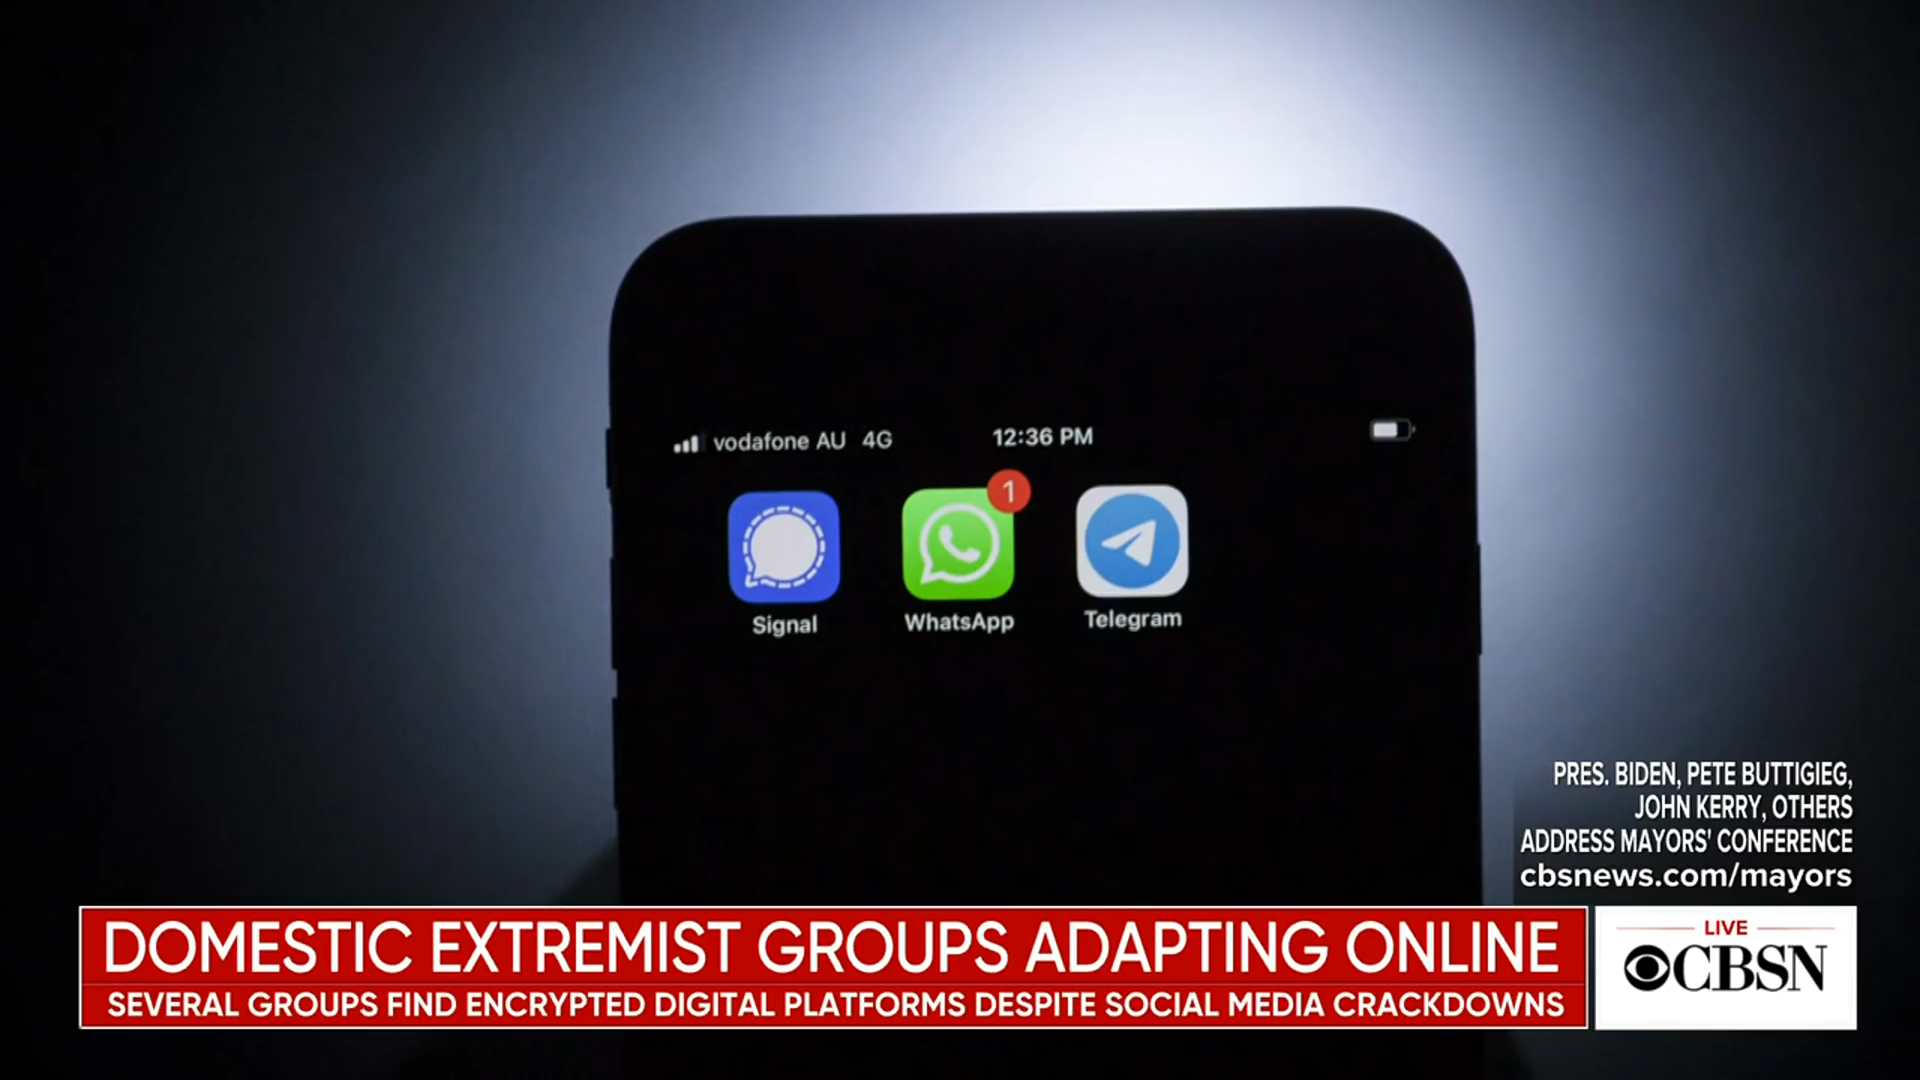 vodafone AU 4G 12:36 PM
1
Signal WhatsApp Telegram
PRES. BIDEN, PETE BUTTIGIEG,
JOHN KERRY, OTHERS
ADDRESS MAYORS' CONFERENCE
cbsnews.com/mayors
DOMESTIC EXTREMIST GROUPS ADAPTING ONLINE
SEVERAL GROUPS FIND ENCRYPTED DIGITAL PLATFORMS DESPITE SOCIAL MEDIA CRACKDOWNS
LIVE
CBSN